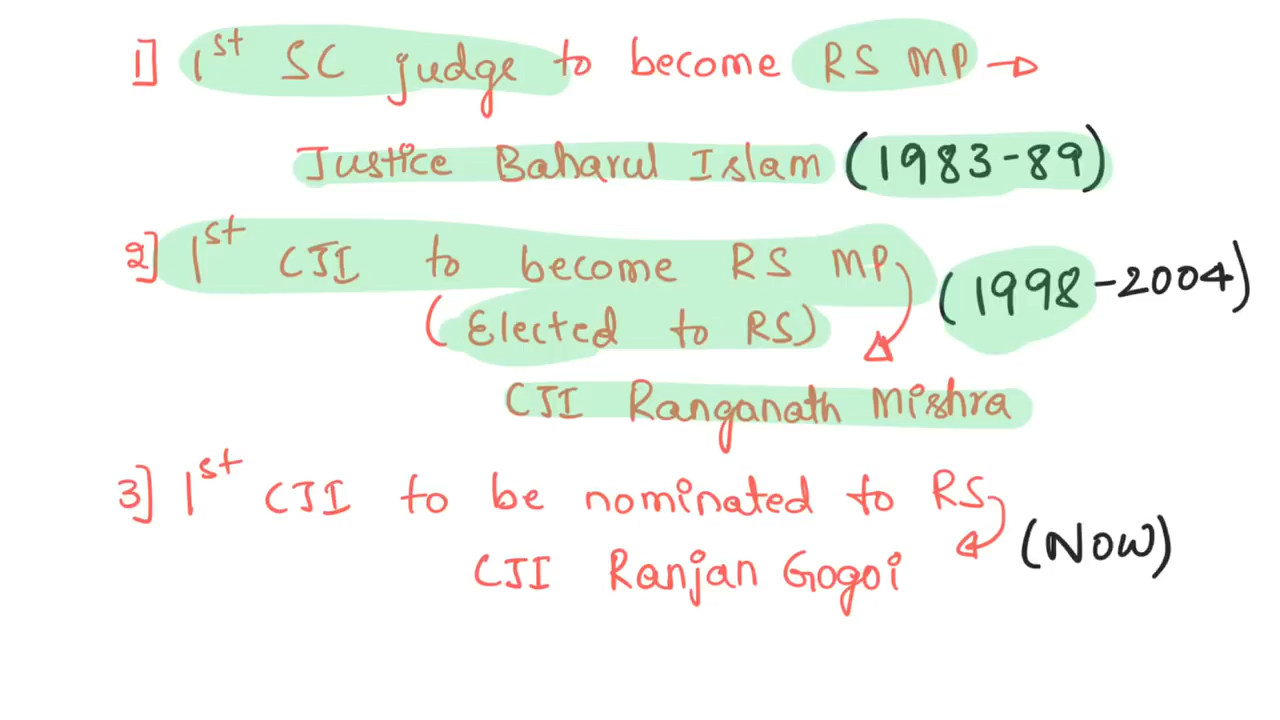 1] 1st SC judge to become RS MP →
Justice Baharul Islam (1983-89)
2] 1st CJI to become RS MP (1998-2004)
(Elected to RS)
CJI Ranganath Mishra
3] 1st CJI to be nominated to RS
(Now)
CJI Ranjan Gogoi